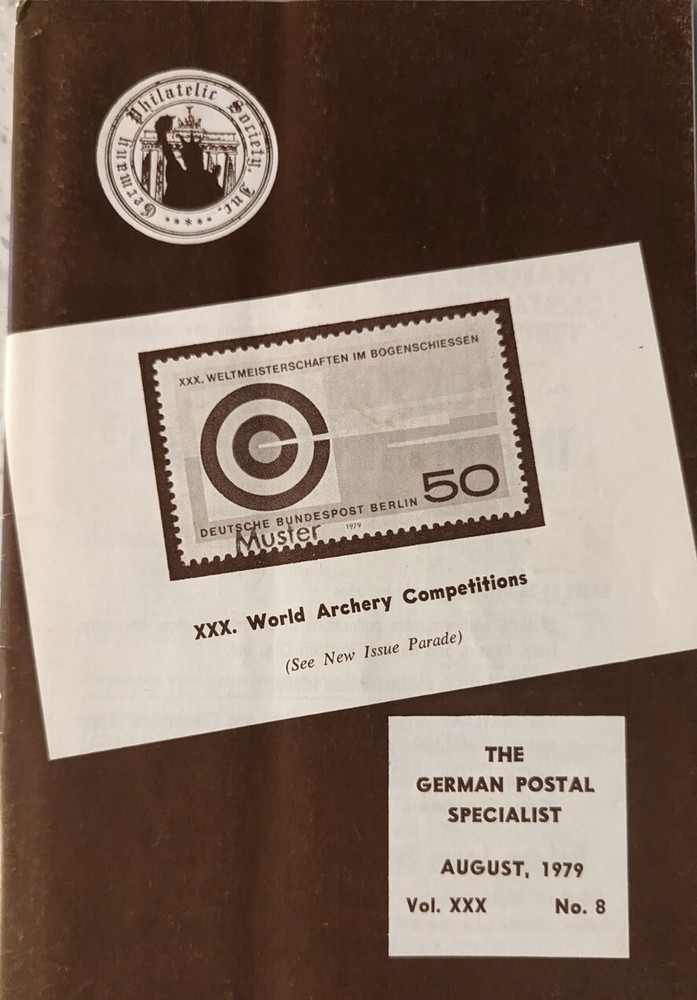 Germany Philatelic Society, Inc.
XXX. WELTMEISTERSCHAFTEN IM BOGENSCHIESSEN
50
DEUTSCHE BUNDESPOST BERLIN
Muster
1979
XXX. World Archery Competitions
(See New Issue Parade)
THE
GERMAN POSTAL
SPECIALIST
AUGUST, 1979
Vol. XXX No. 8